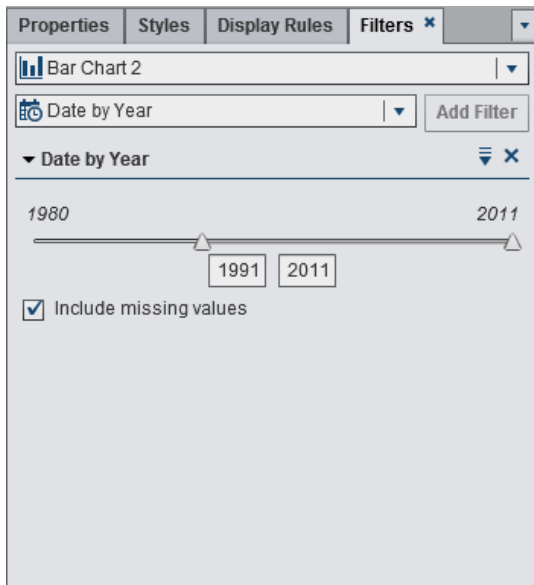 Properties Styles Display Rules Filters
Bar Chart 2
Date by Year Add Filter
Date by Year
1980 2011
1991 2011
Include missing values